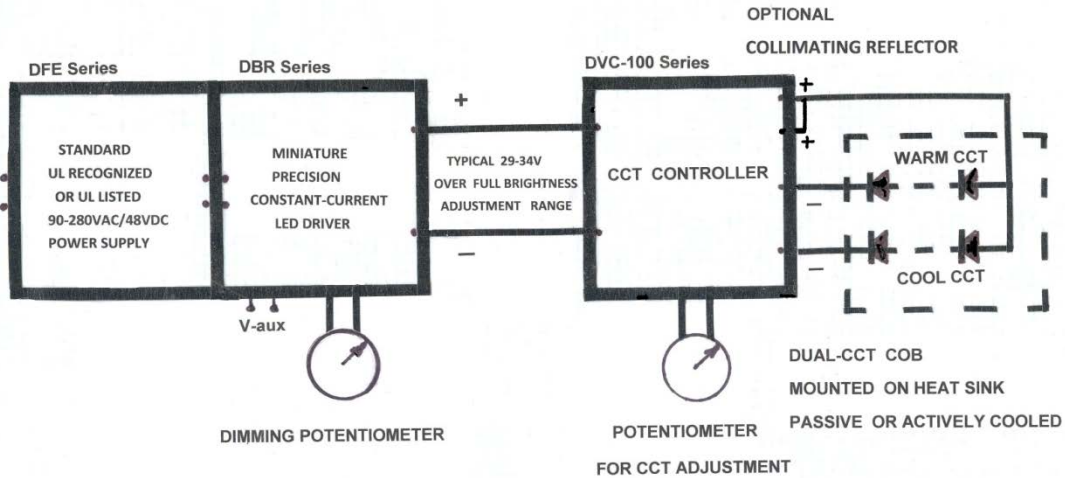 OPTIONAL
COLLIMATING REFLECTOR
DFE Series
DBR Series
DVC-100 Series
STANDARD
UL RECOGNIZED
OR UL LISTED
90-280VAC/48VDC
POWER SUPPLY
MINIATURE
PRECISION
CONSTANT-CURRENT
LED DRIVER
+
TYPICAL 29-34V
OVER FULL BRIGHTNESS
ADJUSTMENT RANGE
—
CCT CONTROLLER
+
+
WARM CCT
—
—
COOL CCT
V-aux
DIMMING POTENTIOMETER
POTENTIOMETER
FOR CCT ADJUSTMENT
DUAL-CCT COB
MOUNTED ON HEAT SINK
PASSIVE OR ACTIVELY COOLED